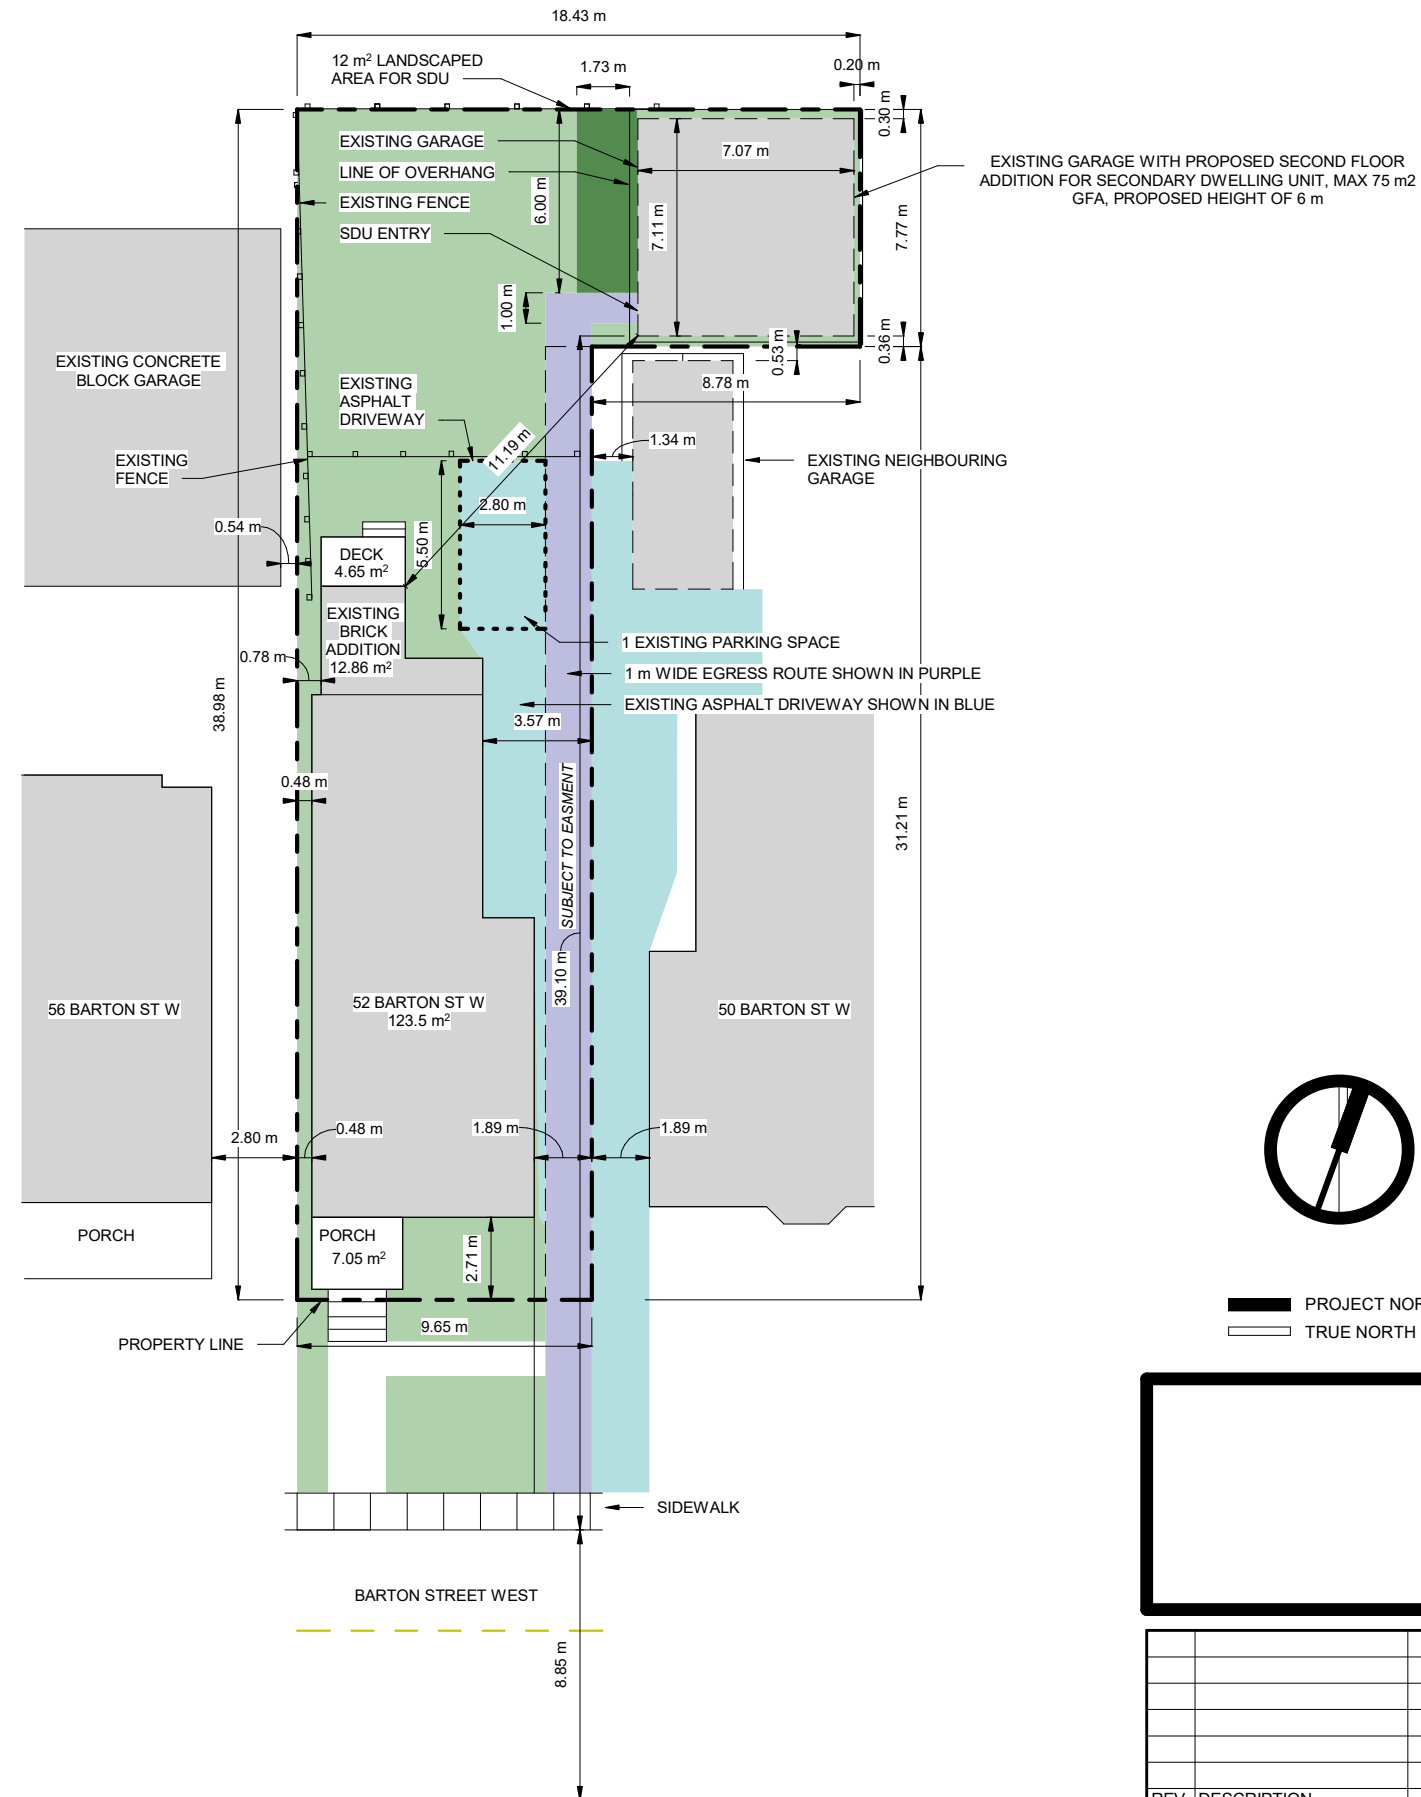 18.43 m
12 m² LANDSCAPED
AREA FOR SDU
1.73 m
0.20 m
0.30 m
EXISTING GARAGE
LINE OF OVERHANG
EXISTING FENCE
SDU ENTRY
6.00 m
7.07 m
7.11 m
7.77 m
EXISTING GARAGE WITH PROPOSED SECOND FLOOR
ADDITION FOR SECONDARY DWELLING UNIT, MAX 75 m2
GFA, PROPOSED HEIGHT OF 6 m
1.00 m
0.36 m
0.53 m
EXISTING CONCRETE
BLOCK GARAGE
EXISTING
ASPHALT
DRIVEWAY
8.78 m
11.19 m
1.34 m
EXISTING
FENCE
EXISTING NEIGHBOURING
GARAGE
2.80 m
0.54 m
5.50 m
DECK
4.65 m²
EXISTING
BRICK
ADDITION
12.86 m²
0.78 m
1 EXISTING PARKING SPACE
1 m WIDE EGRESS ROUTE SHOWN IN PURPLE
EXISTING ASPHALT DRIVEWAY SHOWN IN BLUE
38.98 m
3.57 m
0.48 m
31.21 m
SUBJECT TO EASMENT
39.10 m
56 BARTON ST W
52 BARTON ST W
123.5 m²
50 BARTON ST W
2.80 m
0.48 m
1.89 m
1.89 m
PORCH
PORCH
7.05 m²
2.71 m
PROPERTY LINE
9.65 m
PROJECT NOR
TRUE NORTH
SIDEWALK
BARTON STREET WEST
8.85 m
REV. DESCRIPTION